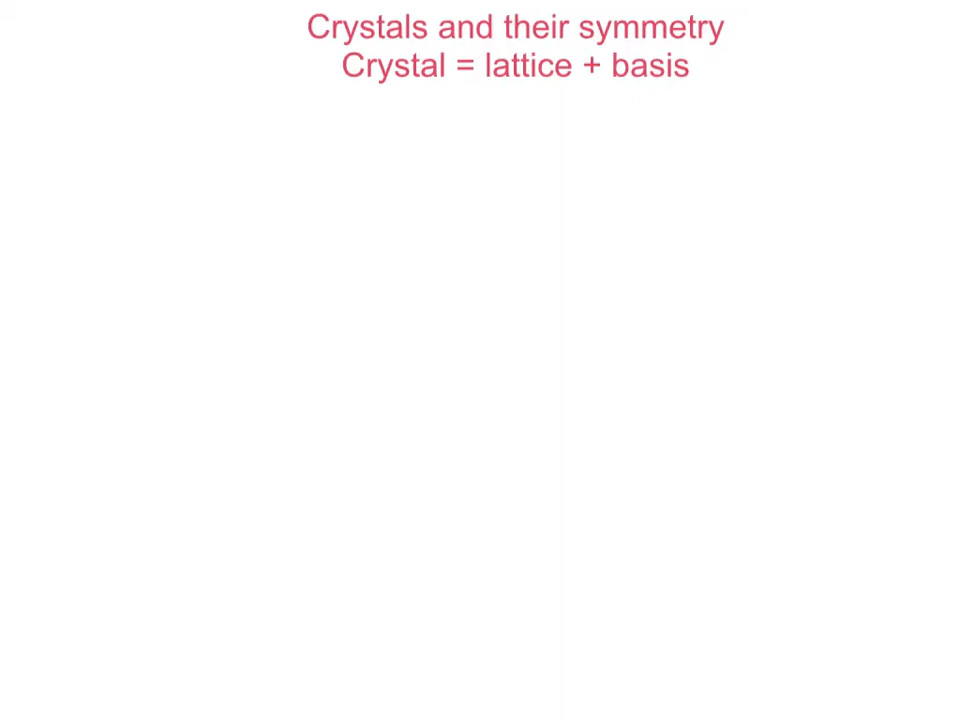 Crystals and their symmetry
Crystal = lattice + basis